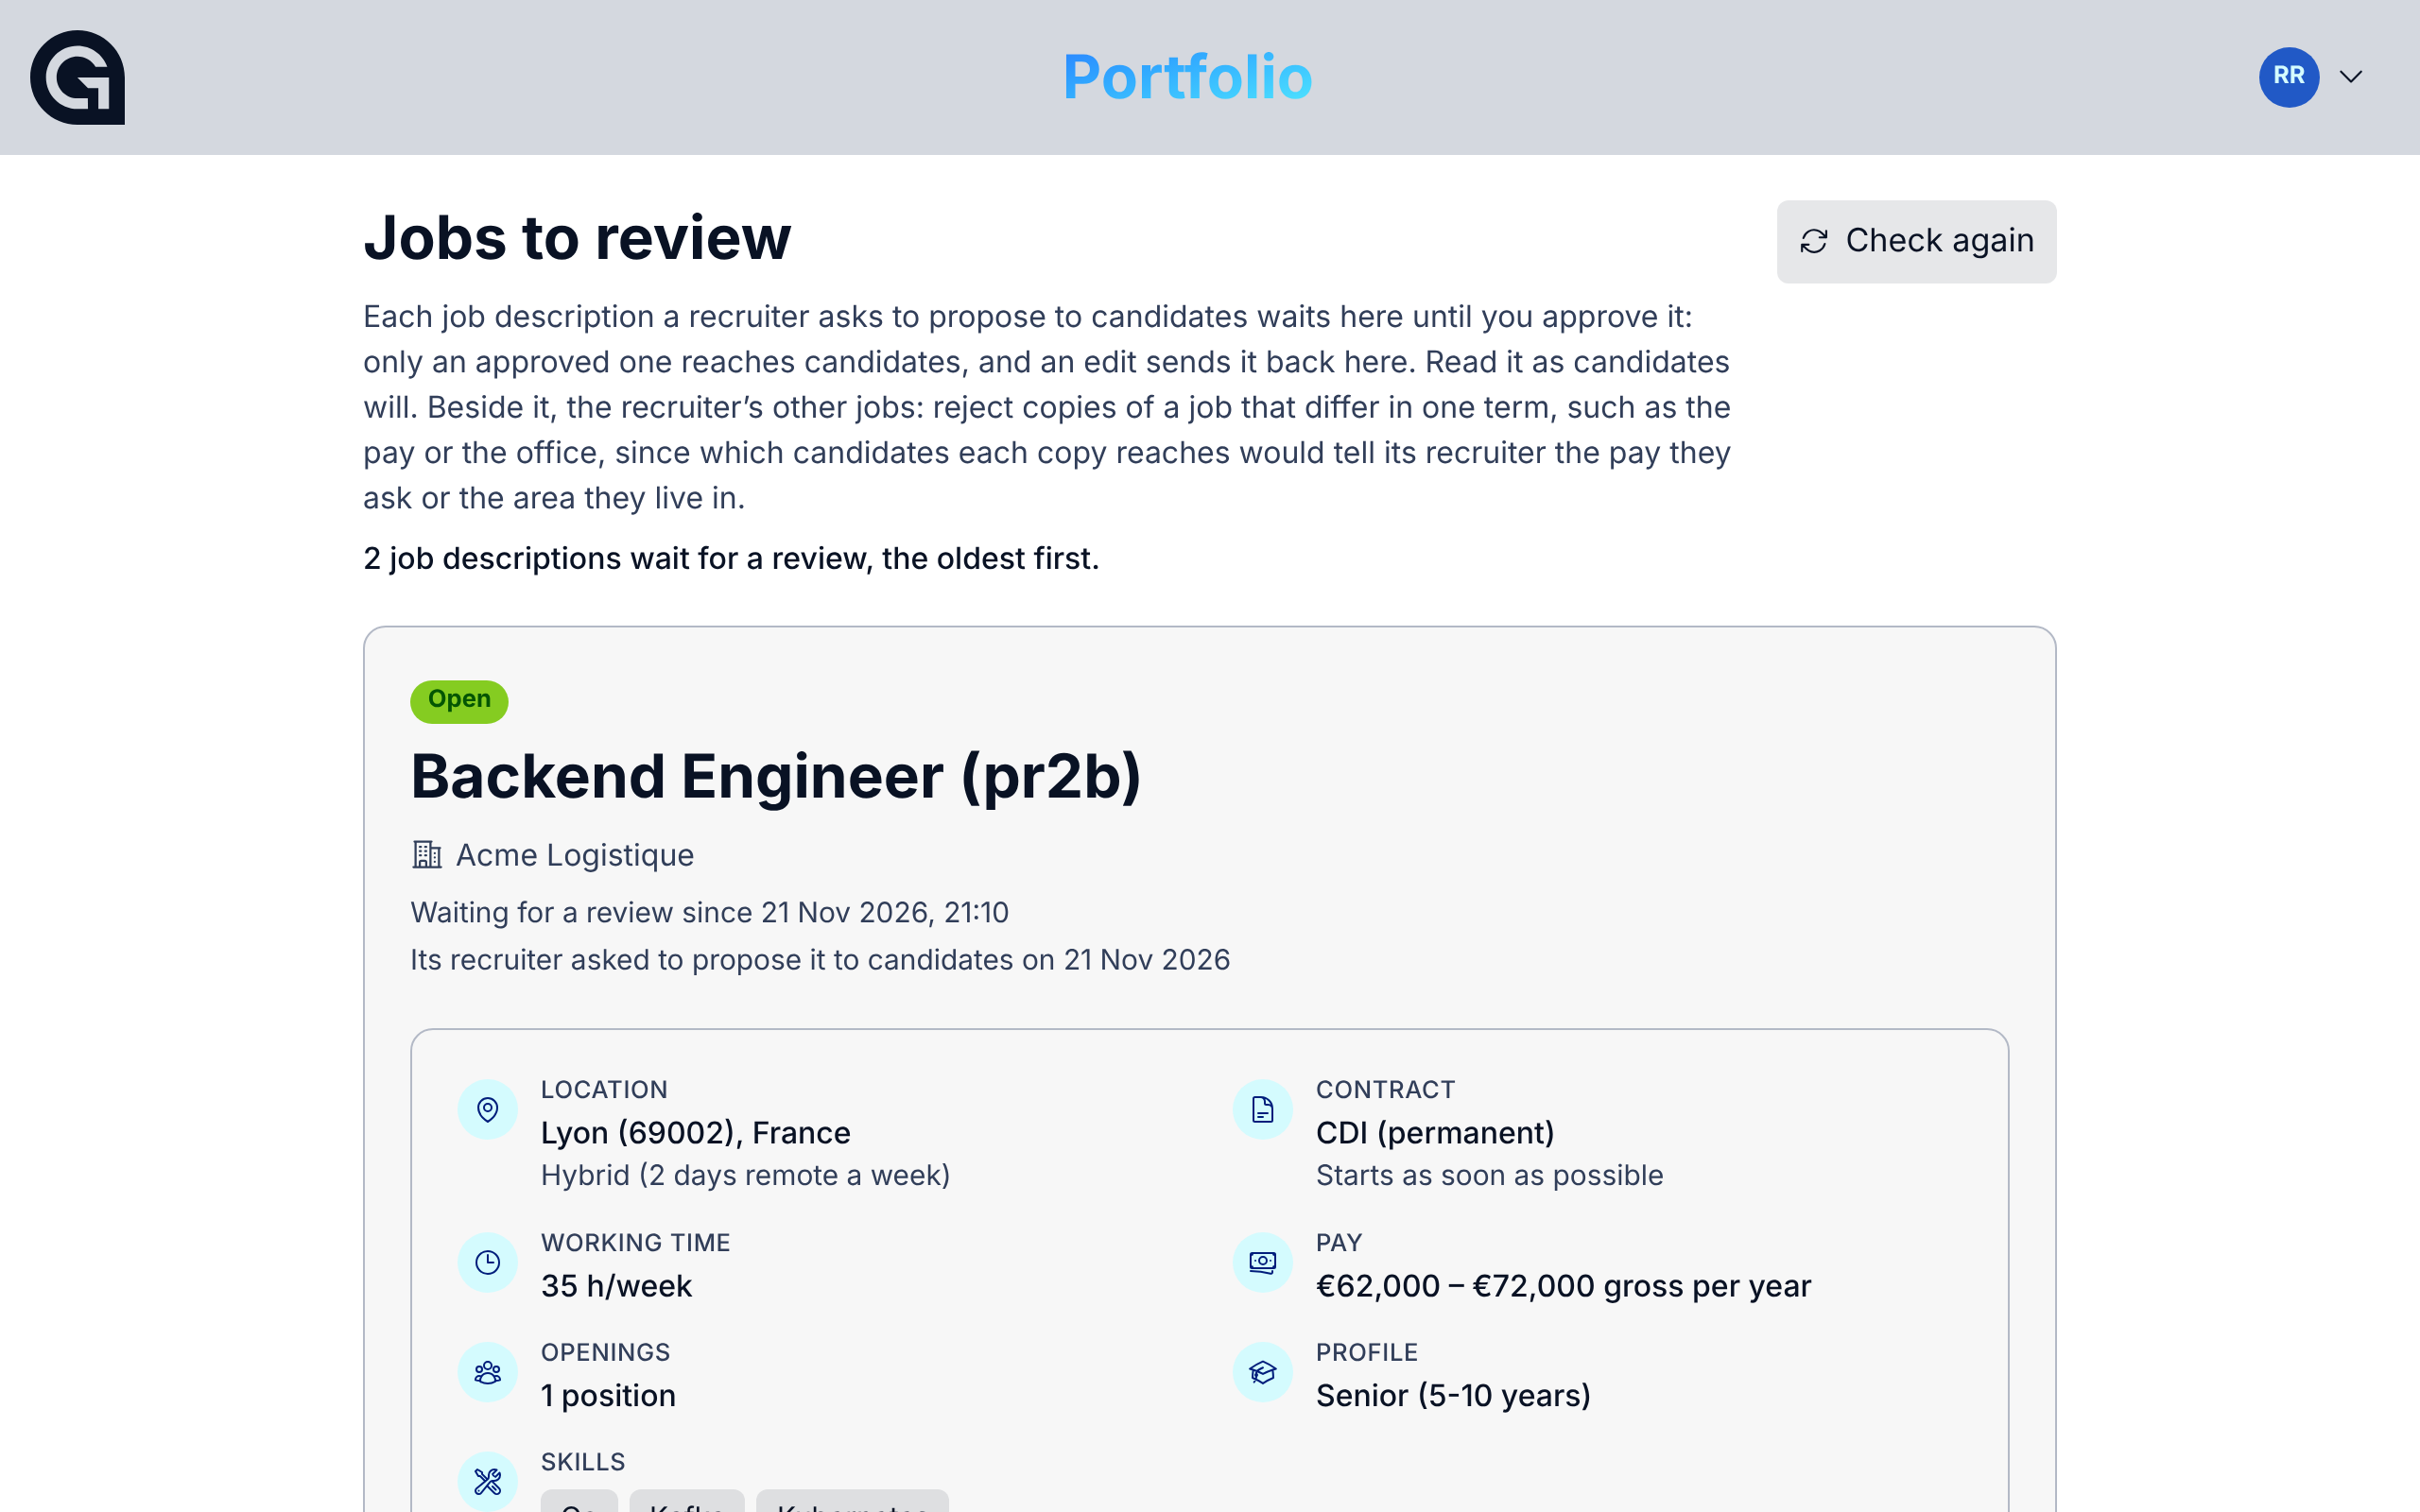 Portfolio
RR
Jobs to review
Check again
Each job description a recruiter asks to propose to candidates waits here until you approve it:
only an approved one reaches candidates, and an edit sends it back here. Read it as candidates
will. Beside it, the recruiter’s other jobs: reject copies of a job that differ in one term, such as the
pay or the office, since which candidates each copy reaches would tell its recruiter the pay they
ask or the area they live in.
2 job descriptions wait for a review, the oldest first.
Open
Backend Engineer (pr2b)
Acme Logistique
Waiting for a review since 21 Nov 2026, 21:10
Its recruiter asked to propose it to candidates on 21 Nov 2026
LOCATION
Lyon (69002), France
Hybrid (2 days remote a week)
CONTRACT
CDI (permanent)
Starts as soon as possible
WORKING TIME
35 h/week
PAY
€62,000 – €72,000 gross per year
OPENINGS
1 position
PROFILE
Senior (5-10 years)
SKILLS